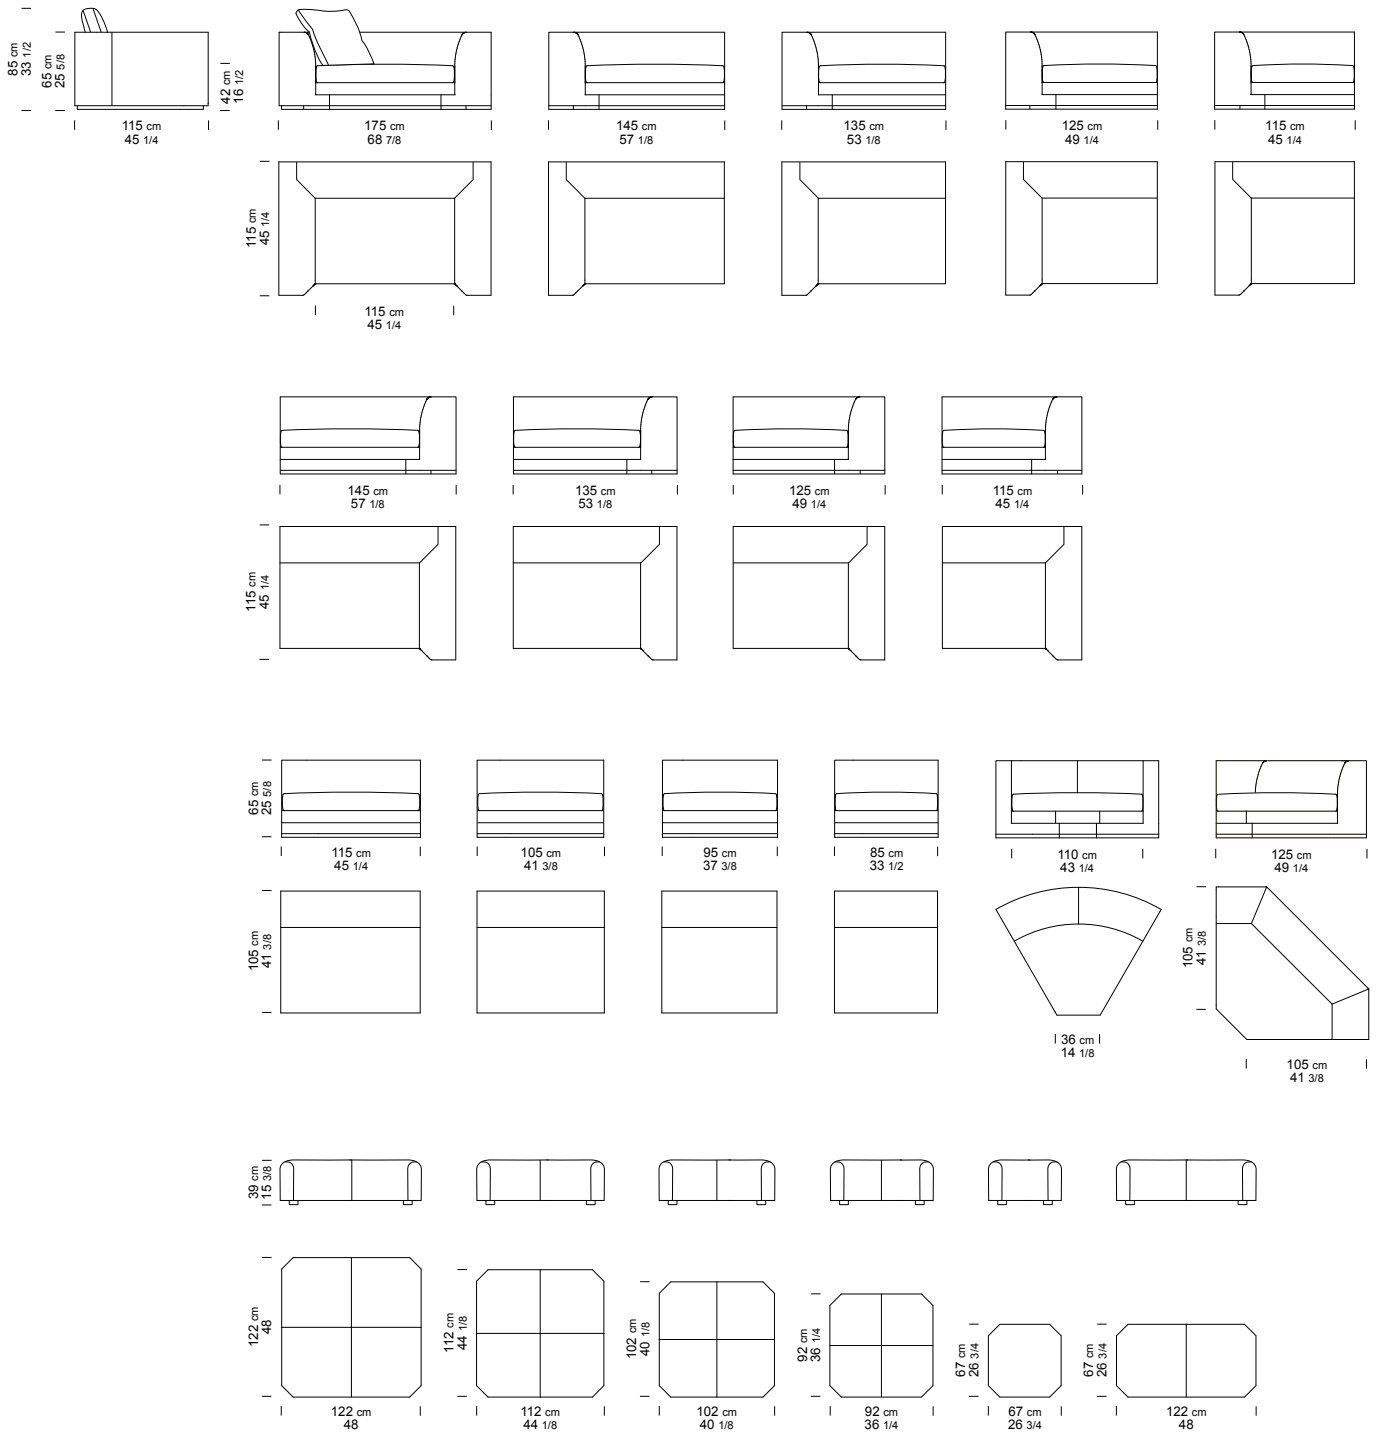 85 cm
33 1/2
65 cm
25 5/8
42 cm
16 1/2
115 cm
45 1/4
175 cm
68 7/8
145 cm
57 1/8
135 cm
53 1/8
125 cm
49 1/4
115 cm
45 1/4
115 cm
45 1/4
115 cm
45 1/4
145 cm
57 1/8
135 cm
53 1/8
125 cm
49 1/4
115 cm
45 1/4
115 cm
45 1/4
65 cm
25 5/8
115 cm
45 1/4
105 cm
41 3/8
95 cm
37 3/8
85 cm
33 1/2
110 cm
43 1/4
125 cm
49 1/4
105 cm
41 3/8
105 cm
41 3/8
36 cm
14 1/8
105 cm
41 3/8
39 cm
15 3/8
122 cm
48
112 cm
44 1/8
102 cm
40 1/8
92 cm
36 1/4
67 cm
26 3/4
67 cm
26 3/4
122 cm
48
112 cm
44 1/8
102 cm
40 1/8
92 cm
36 1/4
67 cm
26 3/4
122 cm
48